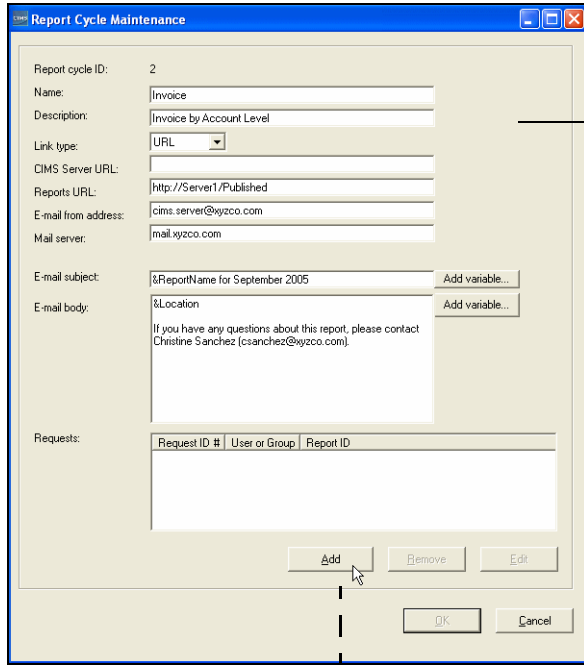 Cims Report Cycle Maintenance
Report cycle ID: 2
Name: Invoice
Description: Invoice by Account Level
Link type: URL
CIMS Server URL:
Reports URL: http://Server1/Published
E-mail from address: cims.server@xyzco.com
Mail server: mail.xyzco.com
E-mail subject: &ReportName for September 2005 Add variable...
E-mail body: &Location Add variable...
If you have any questions about this report, please contact
Christine Sanchez (csanchez@xyzco.com).
Requests: Request ID # User or Group Report ID
Add Remove Edit
OK Cancel